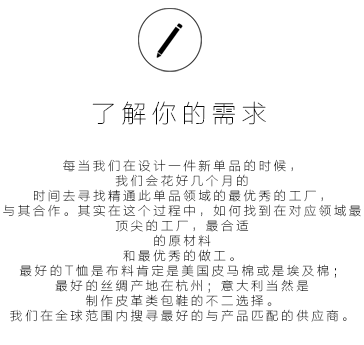 了解你的需求
每当我们在设计一件新单品的时候，
我们会花好几个月的
时间去寻找精通此单品领域的最优秀的工厂，
与其合作。其实在这个过程中，如何找到在对应领域最
顶尖的工厂，最合适
的原材料
和最优秀的做工。
最好的T恤是布料肯定是美国皮马棉或是埃及棉；
最好的丝绸产地在杭州；意大利当然是
制作皮革类包鞋的不二选择。
我们在全球范围内搜寻最好的与产品匹配的供应商。